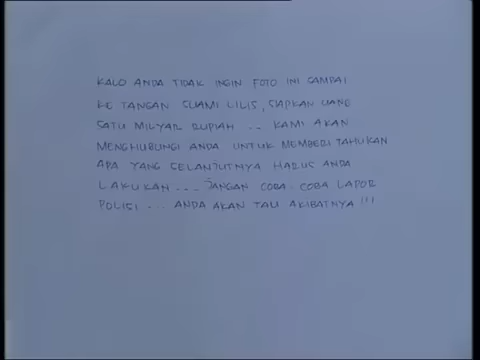 KALO ANDA TIDAK INGIN FOTO INI SAMPAI
KE TANGAN SUAMI LILIS, SIAPKAN UANG
SATU MILYAR RUPIAH .. KAMI AKAN
MENGHUBUNGI ANDA UNTUK MEMBERI TAHUKAN
APA YANG SELANJUTNYA HARUS ANDA
LAKUKAN ... JANGAN COBA-COBA LAPOR
POLISI ... ANDA AKAN TAU AKIBATNYA !!!